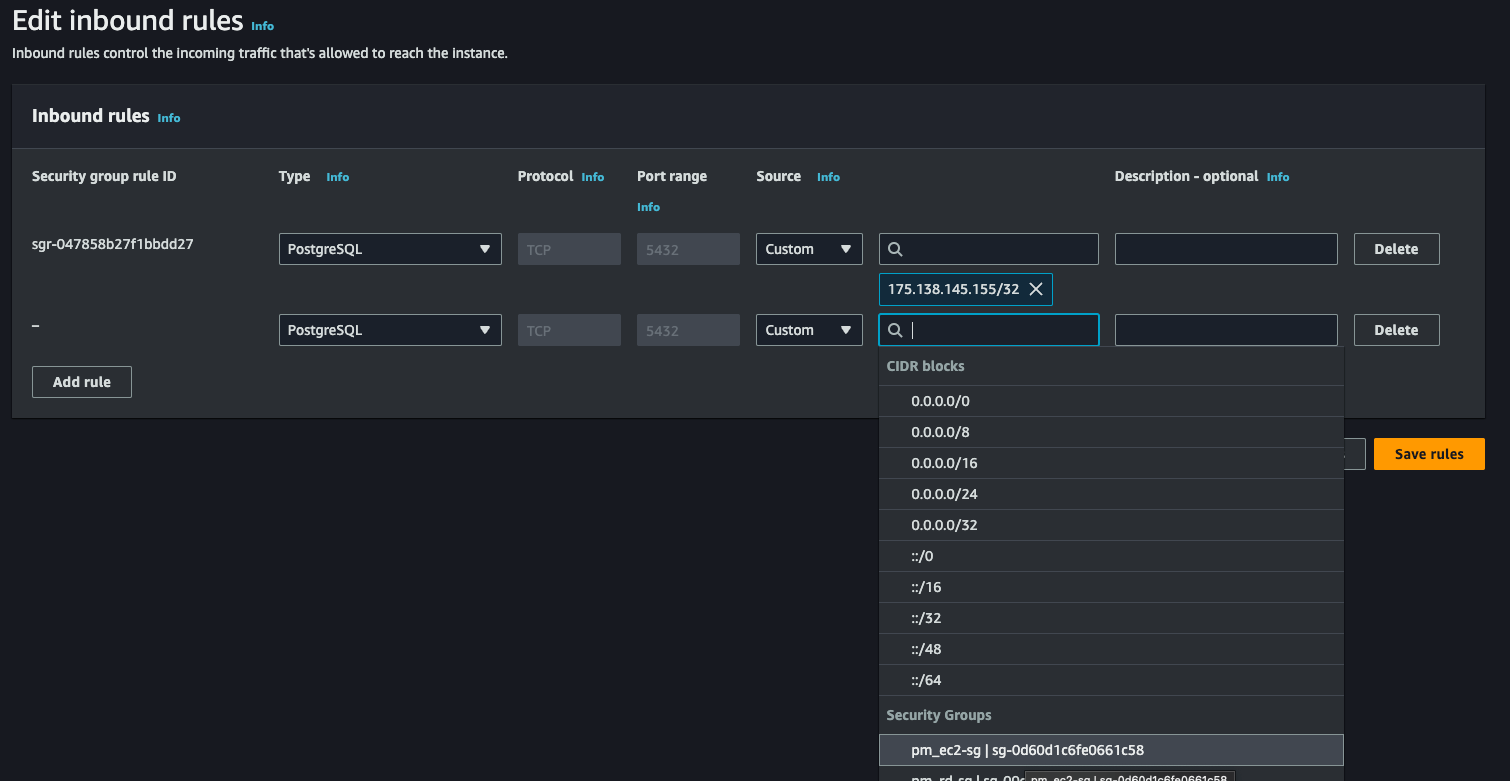 Edit inbound rules Info
Inbound rules control the incoming traffic that's allowed to reach the instance.
Inbound rules Info
Security group rule ID Type Info Protocol Info Port range Info Source Info Description - optional Info
sgr-047858b27f1bbdd27 PostgreSQL TCP 5432 Custom Delete
175.138.145.155/32
– PostgreSQL TCP 5432 Custom Delete
CIDR blocks
Add rule
0.0.0.0/0
0.0.0.0/8
Save rules
0.0.0.0/16
0.0.0.0/24
0.0.0.0/32
::/0
::/16
::/32
::/48
::/64
Security Groups
pm_ec2-sg | sg-0d60d1c6fe0661c58
pm_ec2-sg | sg-0d60d1c6fe0661c58